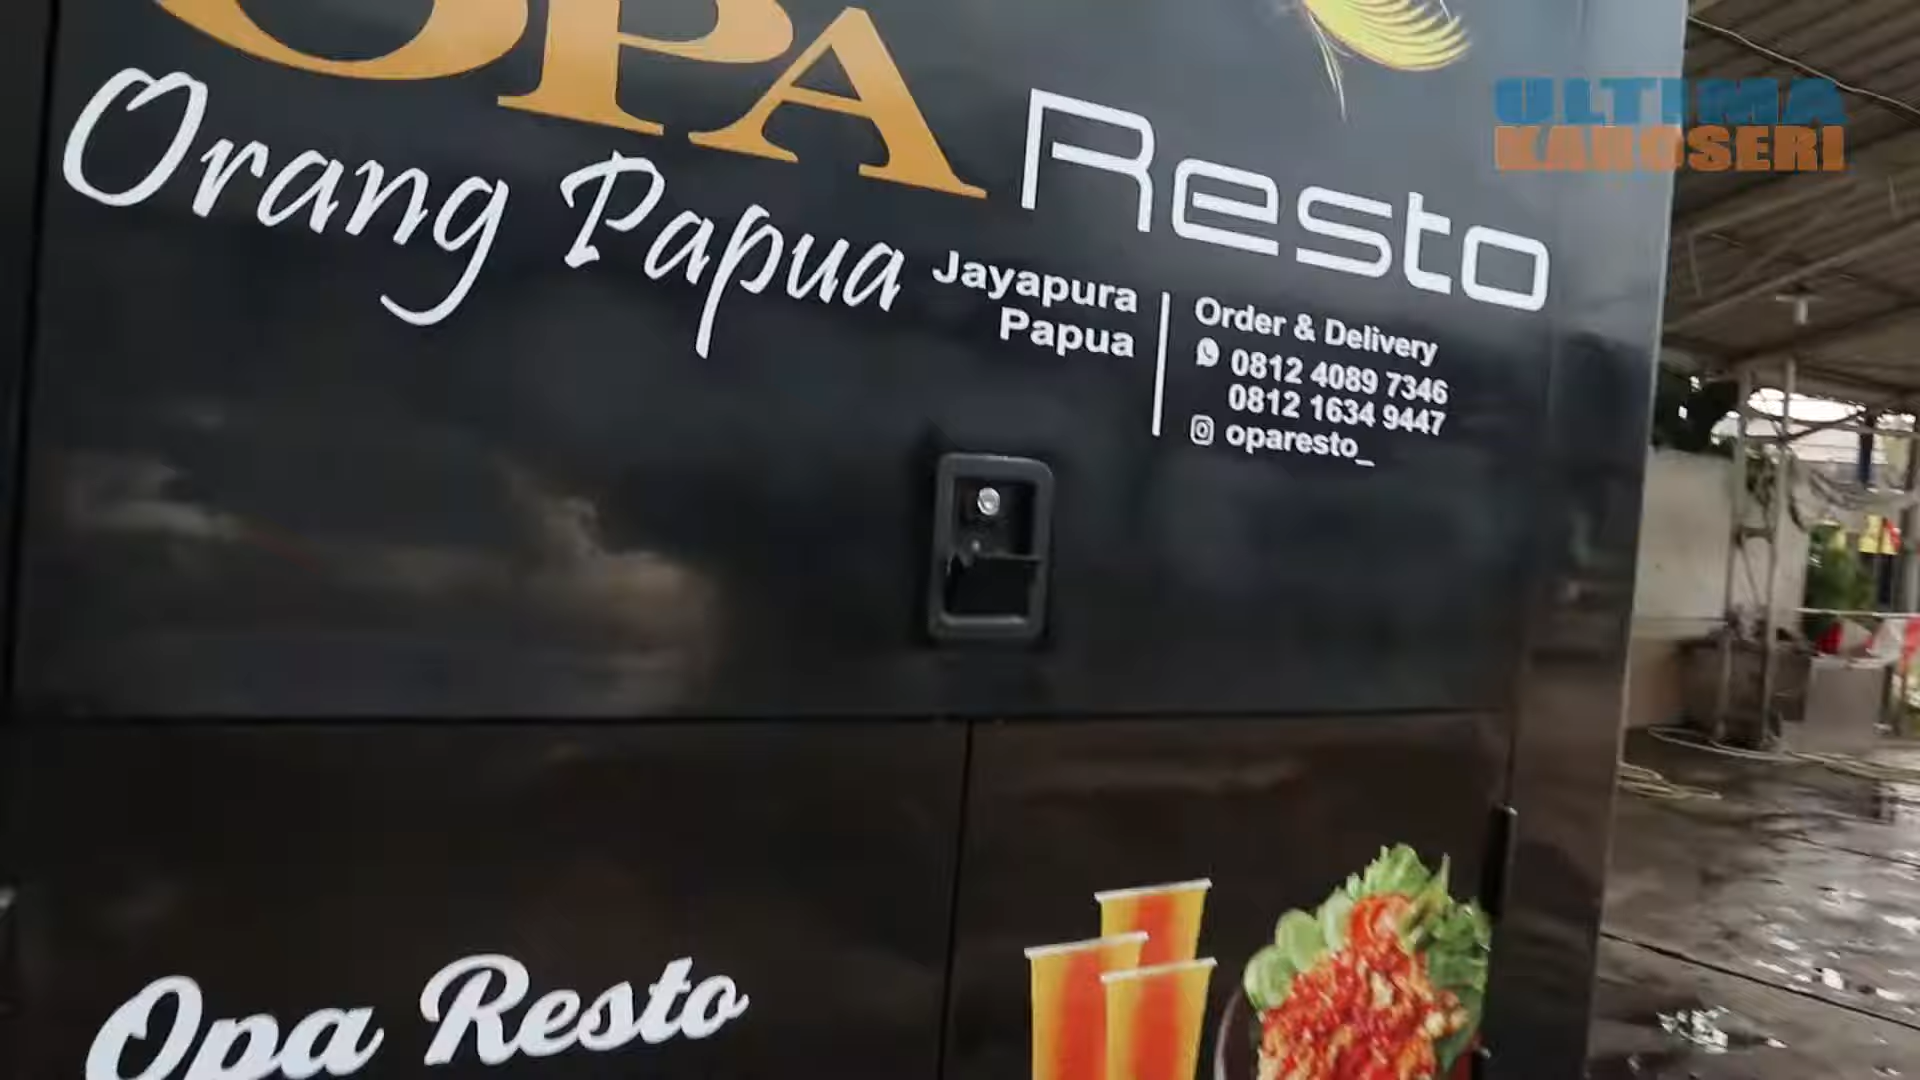 OPA Resto
Orang Papua
Jayapura
Papua
Order & Delivery
0812 4089 7346
0812 1634 9447
oparesto_
Opa Resto
ULTIMA
KAROSERI